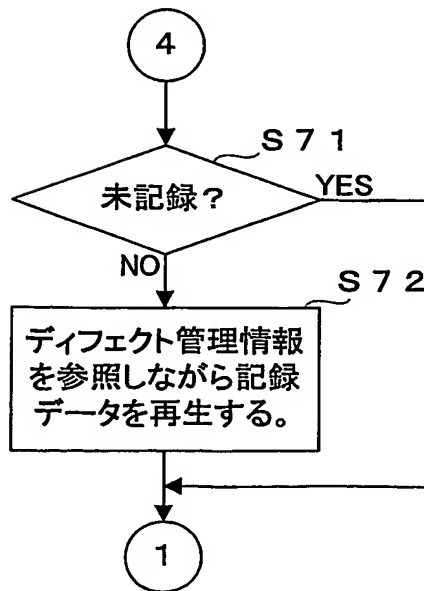 4
S71
未記録？
YES
NO
S72
ディフェクト管理情報
を参照しながら記録
データを再生する。
1